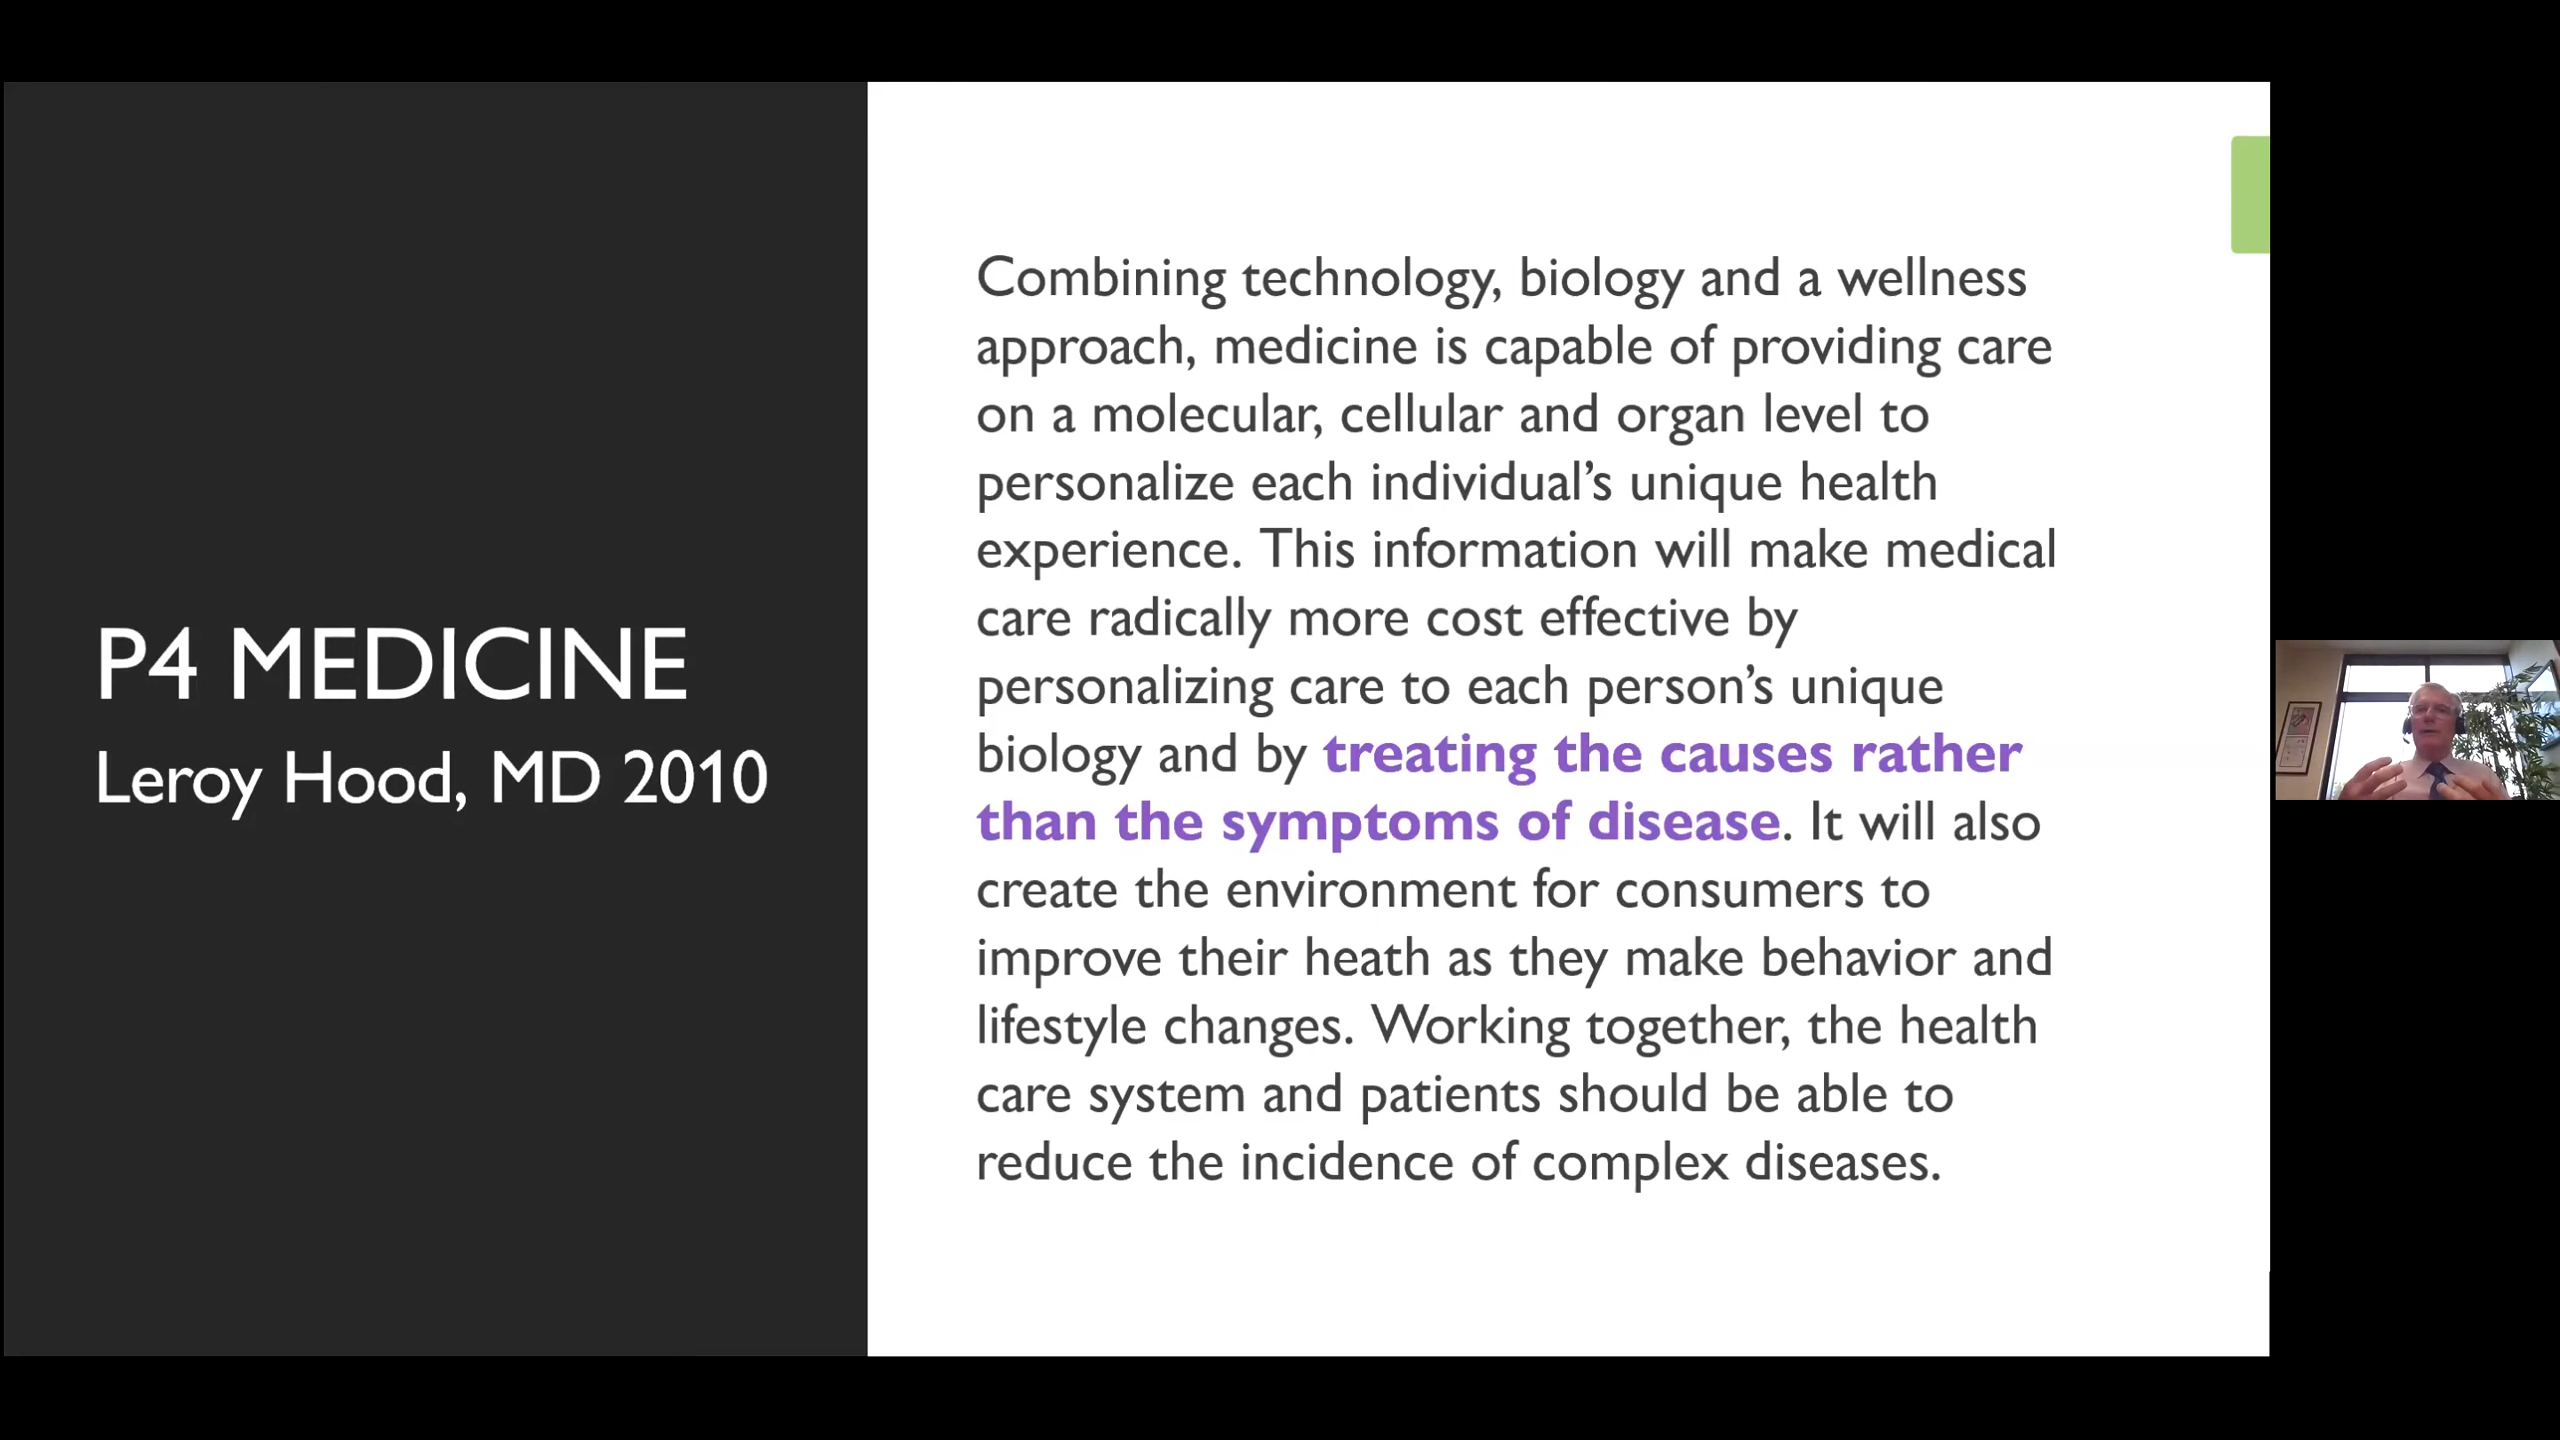 P4 MEDICINE
Leroy Hood, MD 2010
Combining technology, biology and a wellness
approach, medicine is capable of providing care
on a molecular, cellular and organ level to
personalize each individual’s unique health
experience. This information will make medical
care radically more cost effective by
personalizing care to each person’s unique
biology and by treating the causes rather
than the symptoms of disease. It will also
create the environment for consumers to
improve their heath as they make behavior and
lifestyle changes. Working together, the health
care system and patients should be able to
reduce the incidence of complex diseases.